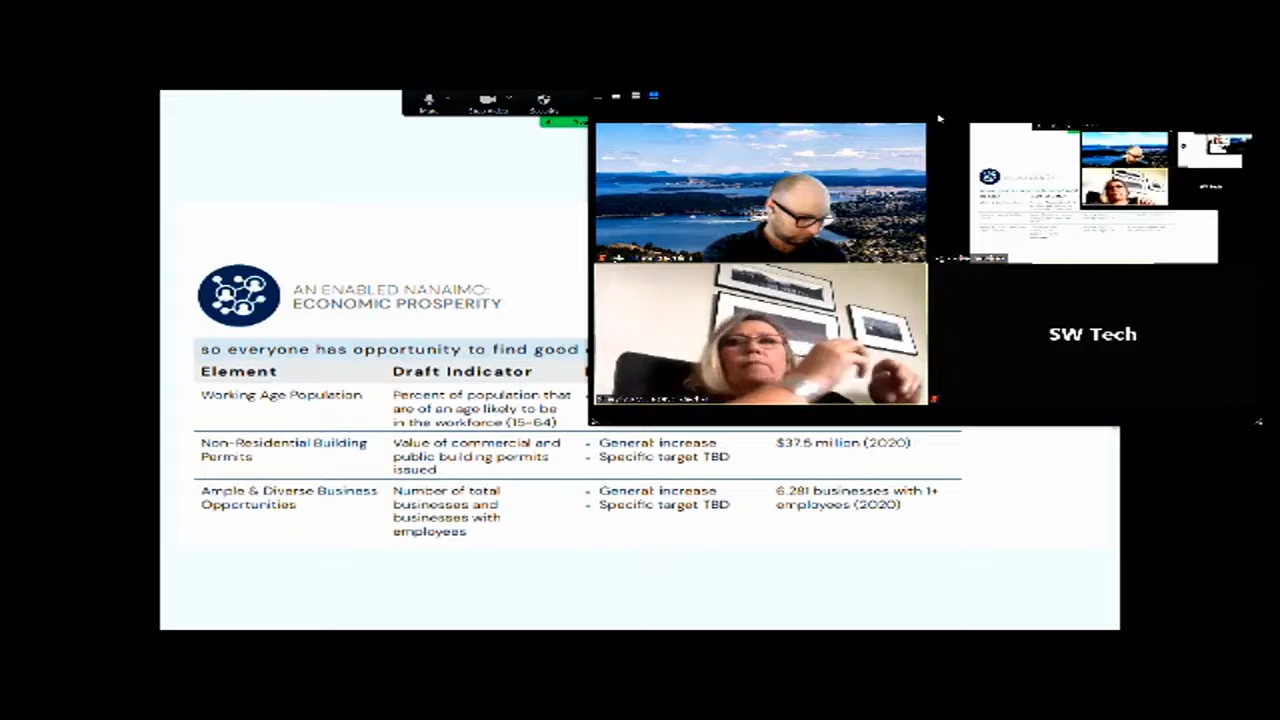 AN ENABLED NANAIMO:
ECONOMIC PROSPERITY
so everyone has opportunity to find good
Element
Draft Indicator
Working Age Population
Percent of population that
are of an age likely to be
in the workforce (15-64)
Non-Residential Building
Permits
Value of commercial and
public building permits
issued
- General increase
- Specific target TBD
$37.5 million (2020)
Ample & Diverse Business
Opportunities
Number of total
businesses and
businesses with
employees
- General increase
- Specific target TBD
6,281 businesses with 1+
employees (2020)
SW Tech